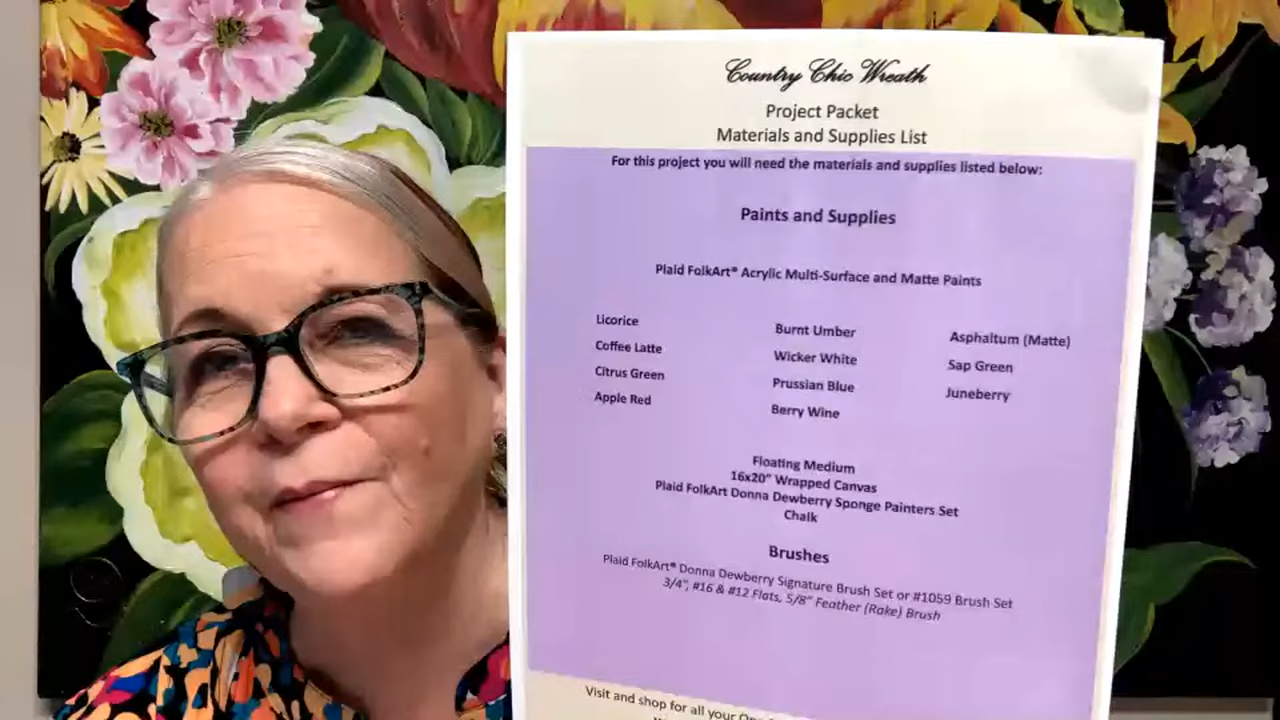 Country Chic Wreath
Project Packet
Materials and Supplies List
For this project you will need the materials and supplies listed below:
Paints and Supplies
Plaid FolkArt® Acrylic Multi-Surface and Matte Paints
Licorice Burnt Umber Asphaltum (Matte)
Coffee Latte Wicker White Sap Green
Citrus Green Prussian Blue Juneberry
Apple Red Berry Wine
Floating Medium
16x20" Wrapped Canvas
Plaid FolkArt Donna Dewberry Sponge Painters Set
Chalk
Brushes
Plaid FolkArt® Donna Dewberry Signature Brush Set or #1059 Brush Set
3/4", #16 & #12 Flats, 5/8" Feather (Rake) Brush
Visit and shop for all your